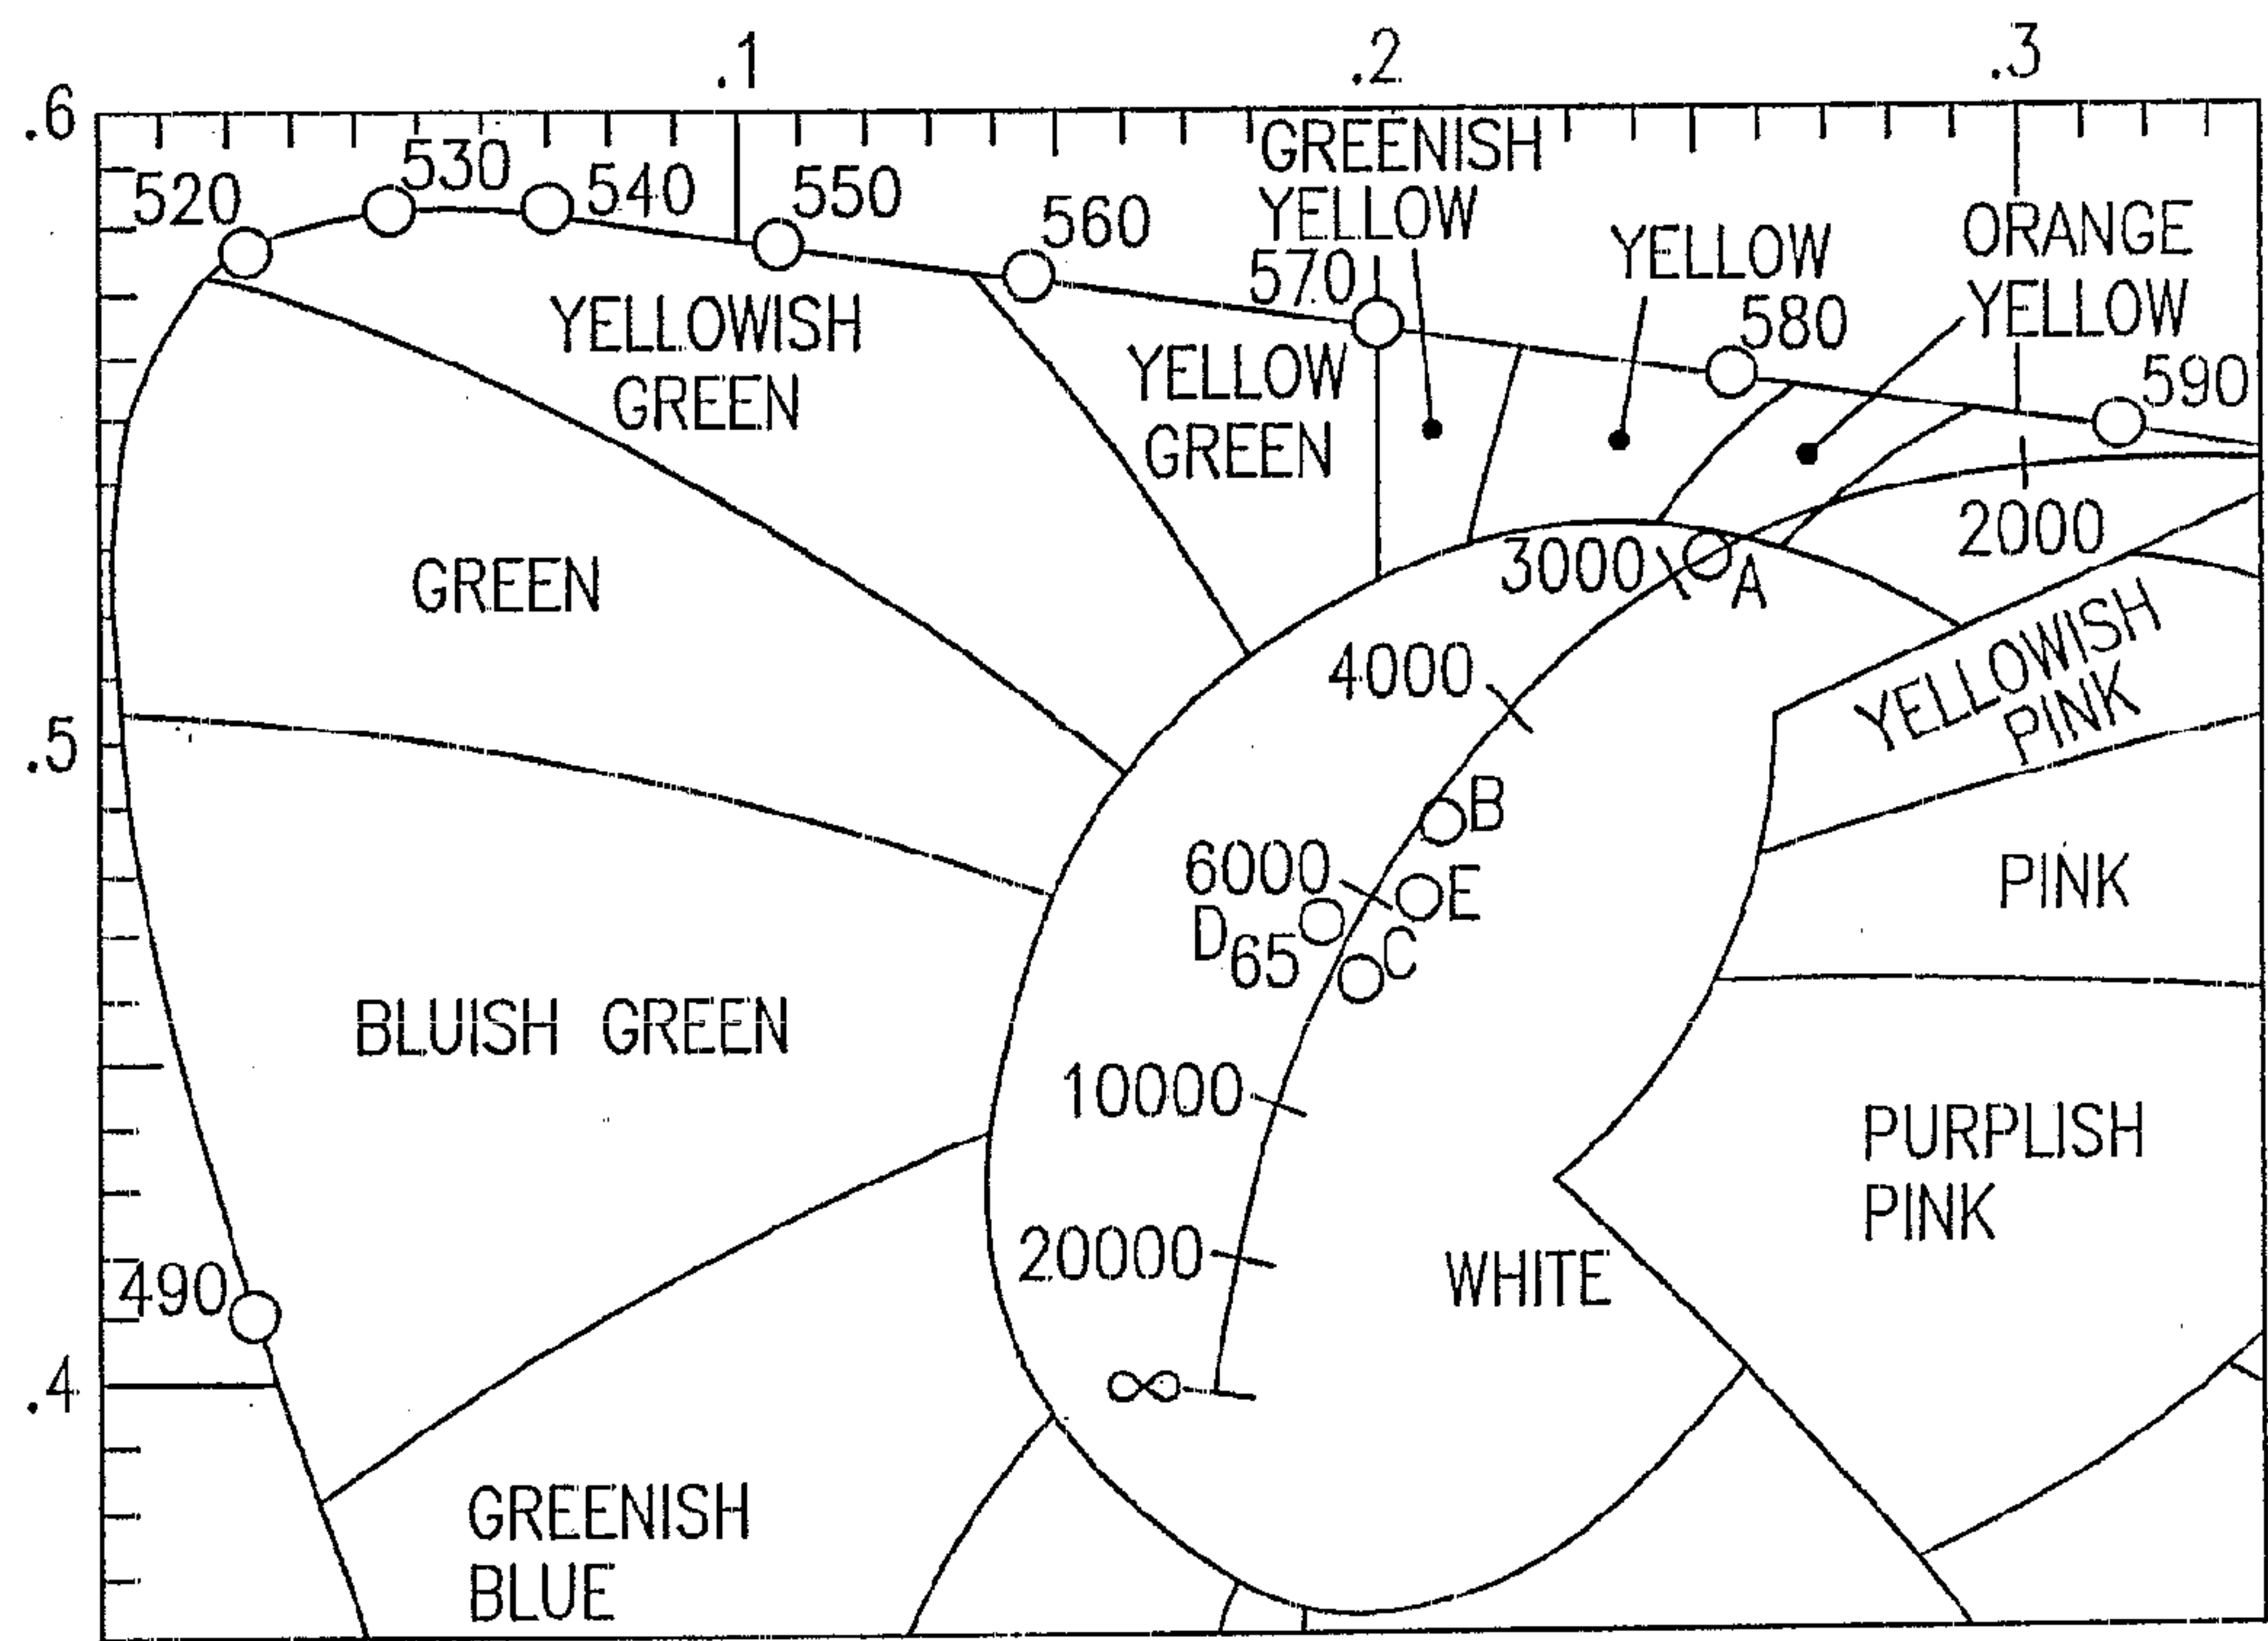 .1 .2 .3
.6
520
530
540
550
560
GREENISH
YELLOW
570
YELLOW
580
ORANGE
YELLOW
590
YELLOWISH
GREEN
YELLOW
GREEN
GREEN
3000
A
2000
4000
YELLOWISH
PINK
.5
B
6000
E
D65
C
PINK
BLUISH GREEN
10000
PURPLISH
PINK
20000
WHITE
490
.4
∞
GREENISH
BLUE